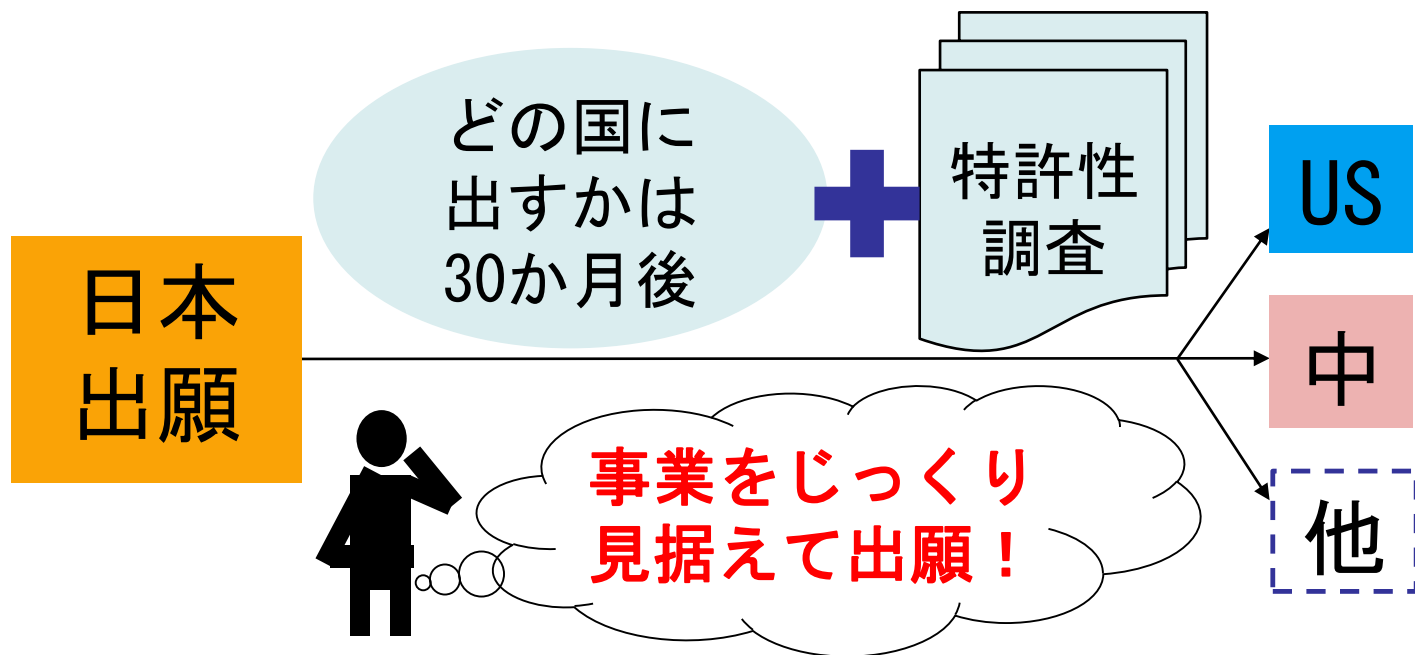 日本
出願
どの国に
出すかは
30か月後
特許性
調査
事業をじっくり
見据えて出願！
US
中
他